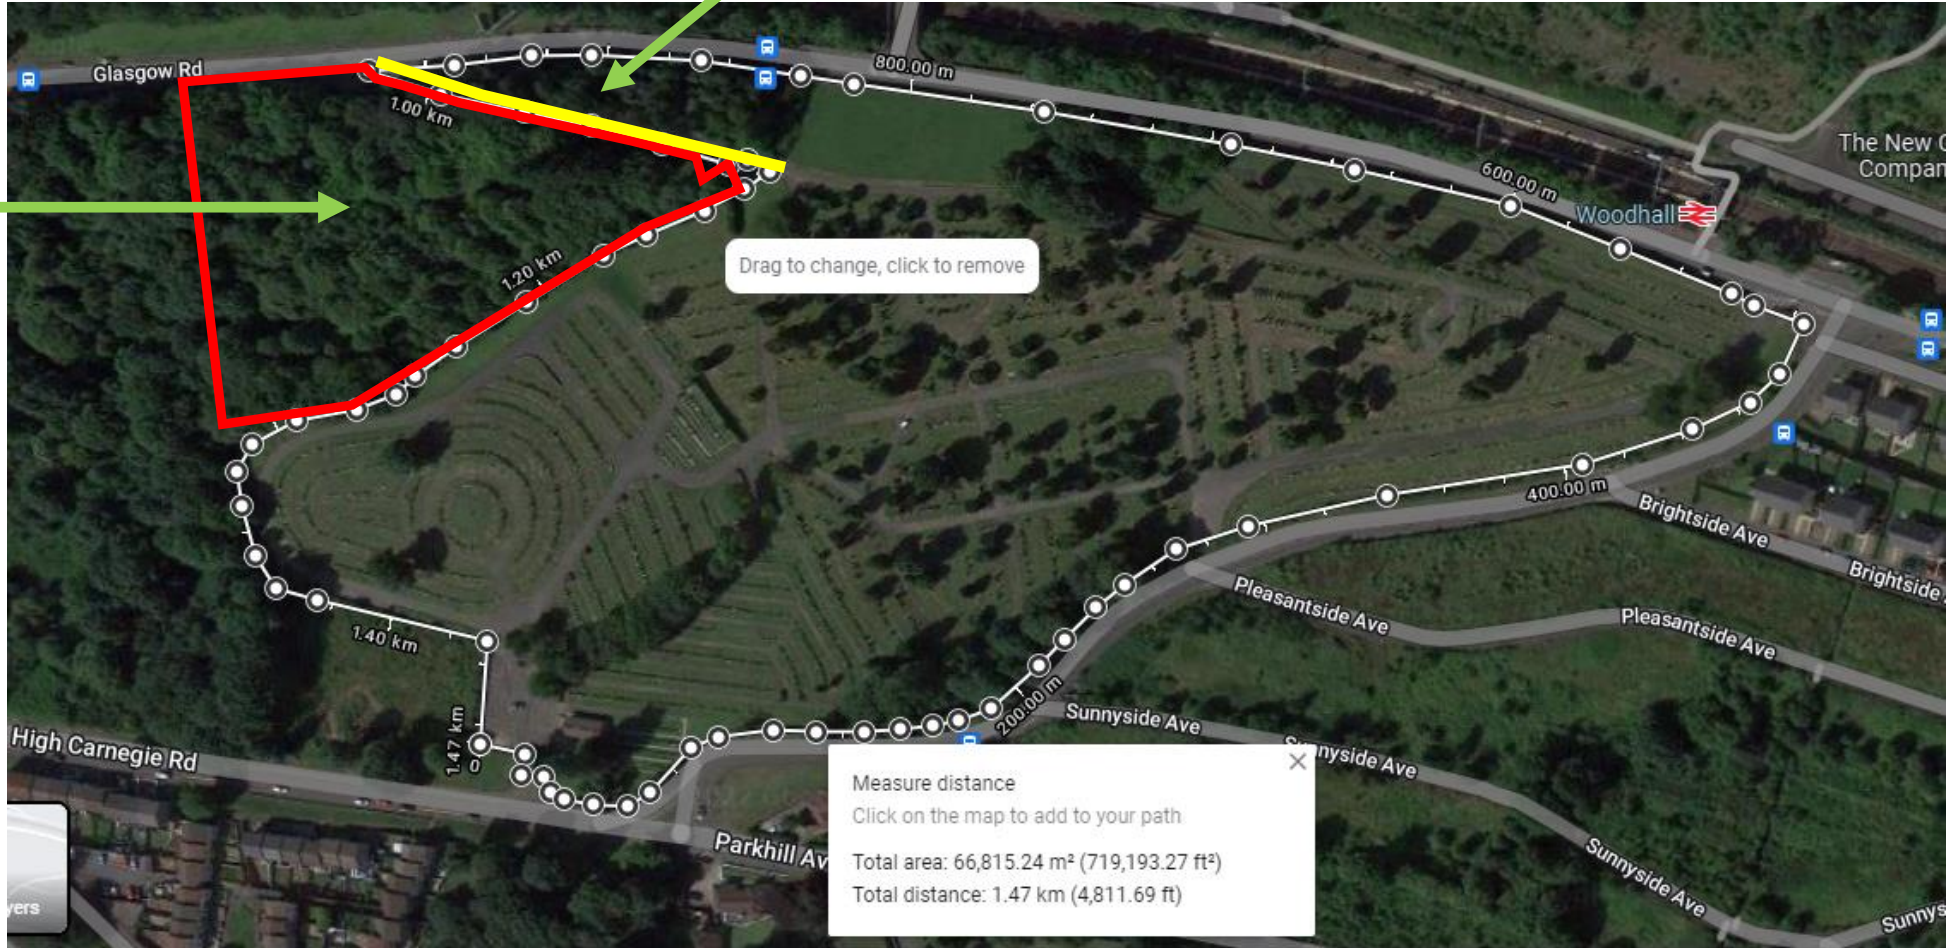 Glasgow Rd
800.00 m
1.00 km
The New
Compan
600.00 m
Woodhall
Drag to change, click to remove
1.20 km
400.00 m
Brightside Ave
Brightside
Pleasantside Ave
Pleasantside Ave
1.40 km
200.00 m
Sunnyside Ave
Sunnyside Ave
High Carnegie Rd
1.47 km
0
Measure distance
Click on the map to add to your path
Total area: 66,815.24 m² (719,193.27 ft²)
Total distance: 1.47 km (4,811.69 ft)
Parkhill Av
Sunnyside Ave
yers
Sunnys